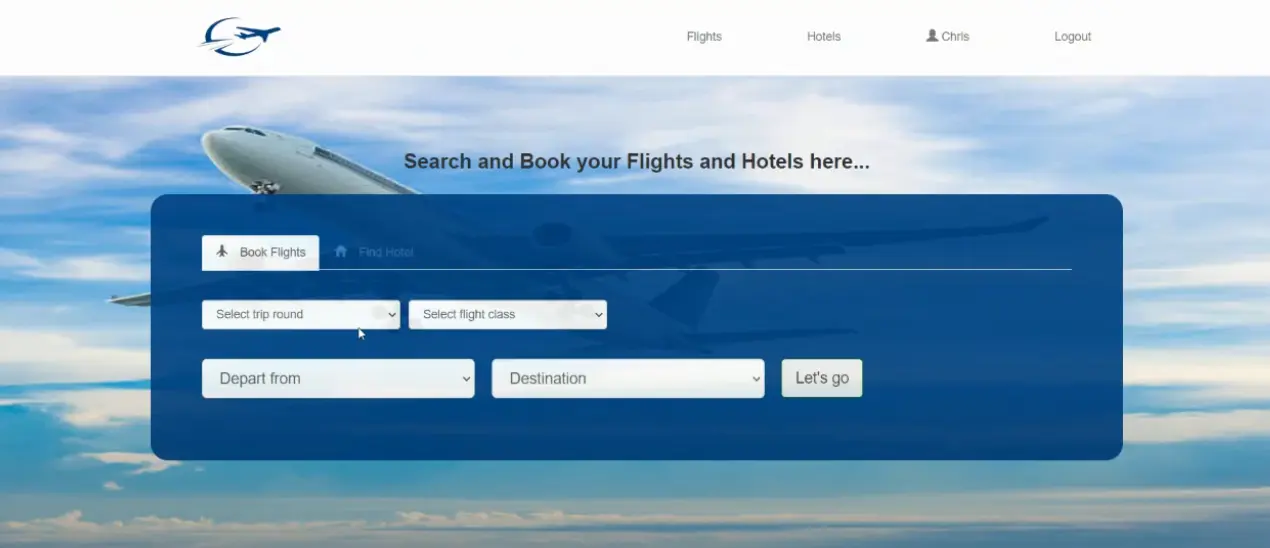 Flights Hotels Chris Logout
Search and Book your Flights and Hotels here...
Book Flights Find Hotel
Select trip round Select flight class
Depart from Destination Let's go